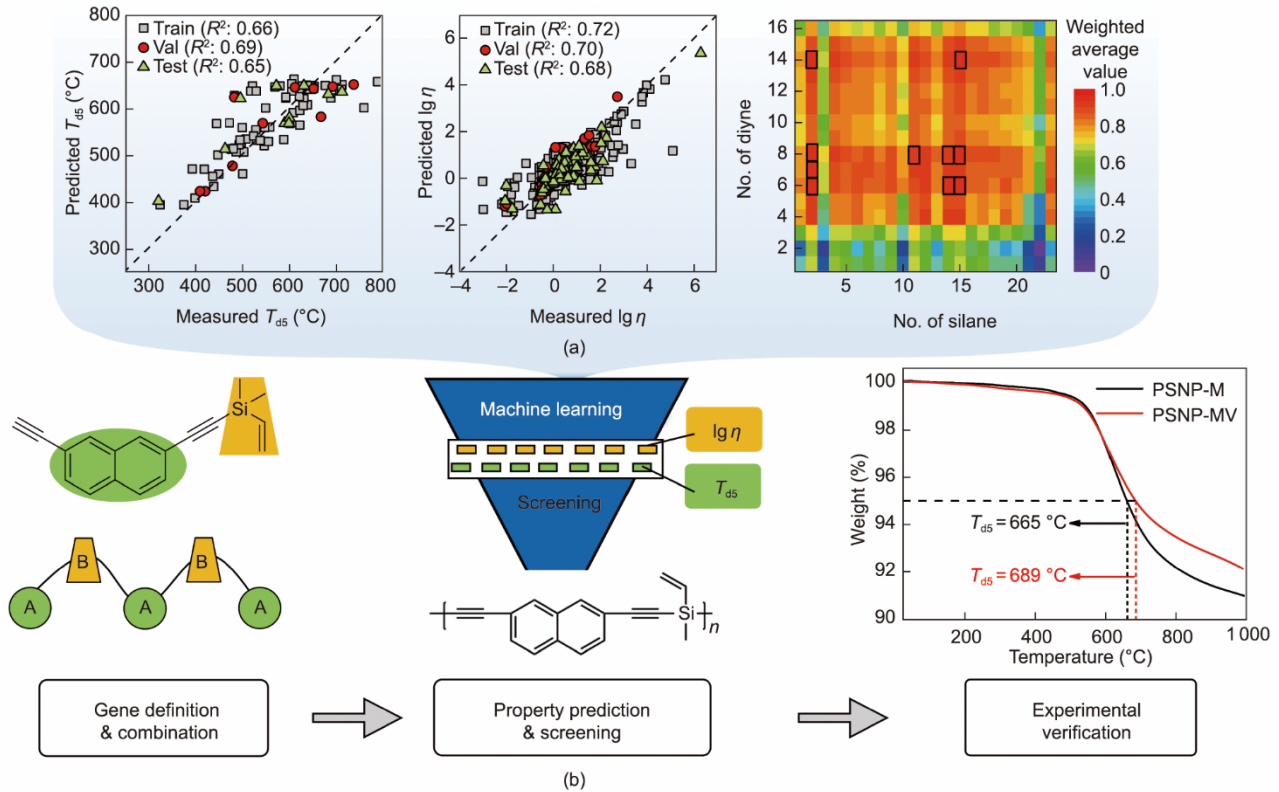 800
700
600
500
400
300
Predicted Td5 (°C)
Train (R²: 0.66)
Val (R²: 0.69)
Test (R²: 0.65)
300 400 500 600 700 800
Measured Td5 (°C)
6
4
2
0
−2
−4
Predicted lg η
Train (R²: 0.72)
Val (R²: 0.70)
Test (R²: 0.68)
−4 −2 0 2 4 6
Measured lg η
16
14
12
10
8
6
4
2
No. of diyne
5 10 15 20
No. of silane
Weighted
average
value
1.0
0.8
0.6
0.4
0.2
0
(a)
Si
B B
A A A
Machine learning
Screening
lg η
Td5
Si
n
100
98
96
94
92
90
Weight (%)
PSNP-M
PSNP-MV
Td5 = 665 °C
Td5 = 689 °C
200 400 600 800 1 000
Temperature (°C)
Gene definition
& combination
Property prediction
& screening
Experimental
verification
(b)